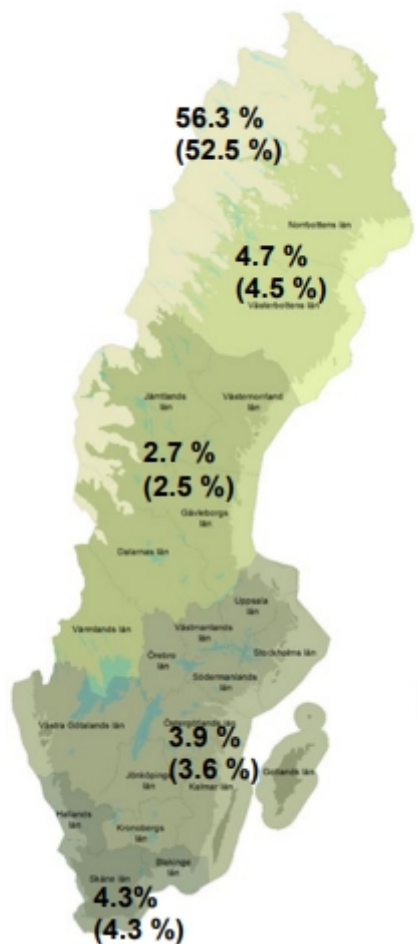 56.3 %
(52.5 %)
Norrbottens län
4.7 %
(4.5 %)
Västerbottens län
Jämtlands
län
Västernorrland
län
2.7 %
(2.5 %)
Gävleborgs
län
Dalarnas län
Uppsala
län
Värmlands län
Västmanlands
län
Örebro
län
Stockholms län
Södermanlands
län
Västra Götalands län
Östergötlands län
3.9 %
(3.6 %)
Jönköpings
län
Kalmar län
Gotlands län
Hallands
län
Kronobergs
län
Blekinge
län
Skåne län
4.3%
(4.3 %)